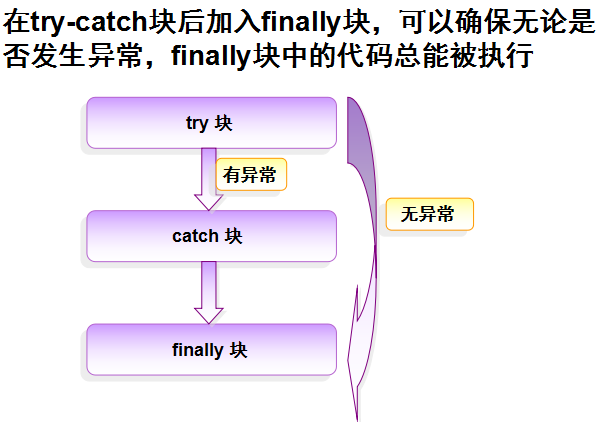 在try-catch块后加入finally块，可以确保无论是
否发生异常，finally块中的代码总能被执行
try 块
有异常
无异常
catch 块
finally 块